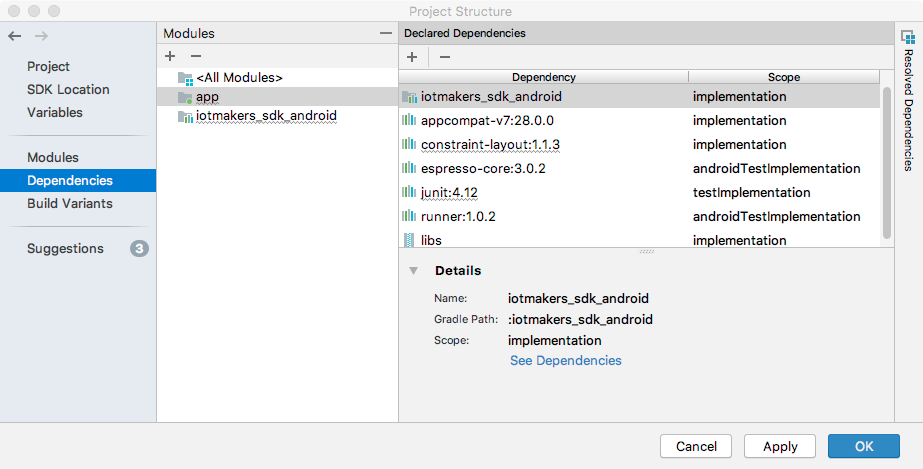 Project Structure
Project
SDK Location
Variables
Modules
Dependencies
Build Variants
Suggestions 3
Modules
<All Modules>
app
iotmakers_sdk_android
Declared Dependencies
Dependency Scope
iotmakers_sdk_android implementation
appcompat-v7:28.0.0 implementation
constraint-layout:1.1.3 implementation
espresso-core:3.0.2 androidTestImplementation
junit:4.12 testImplementation
runner:1.0.2 androidTestImplementation
libs implementation
Details
Name: iotmakers_sdk_android
Gradle Path: :iotmakers_sdk_android
Scope: implementation
See Dependencies
Resolved Dependencies
Cancel Apply OK